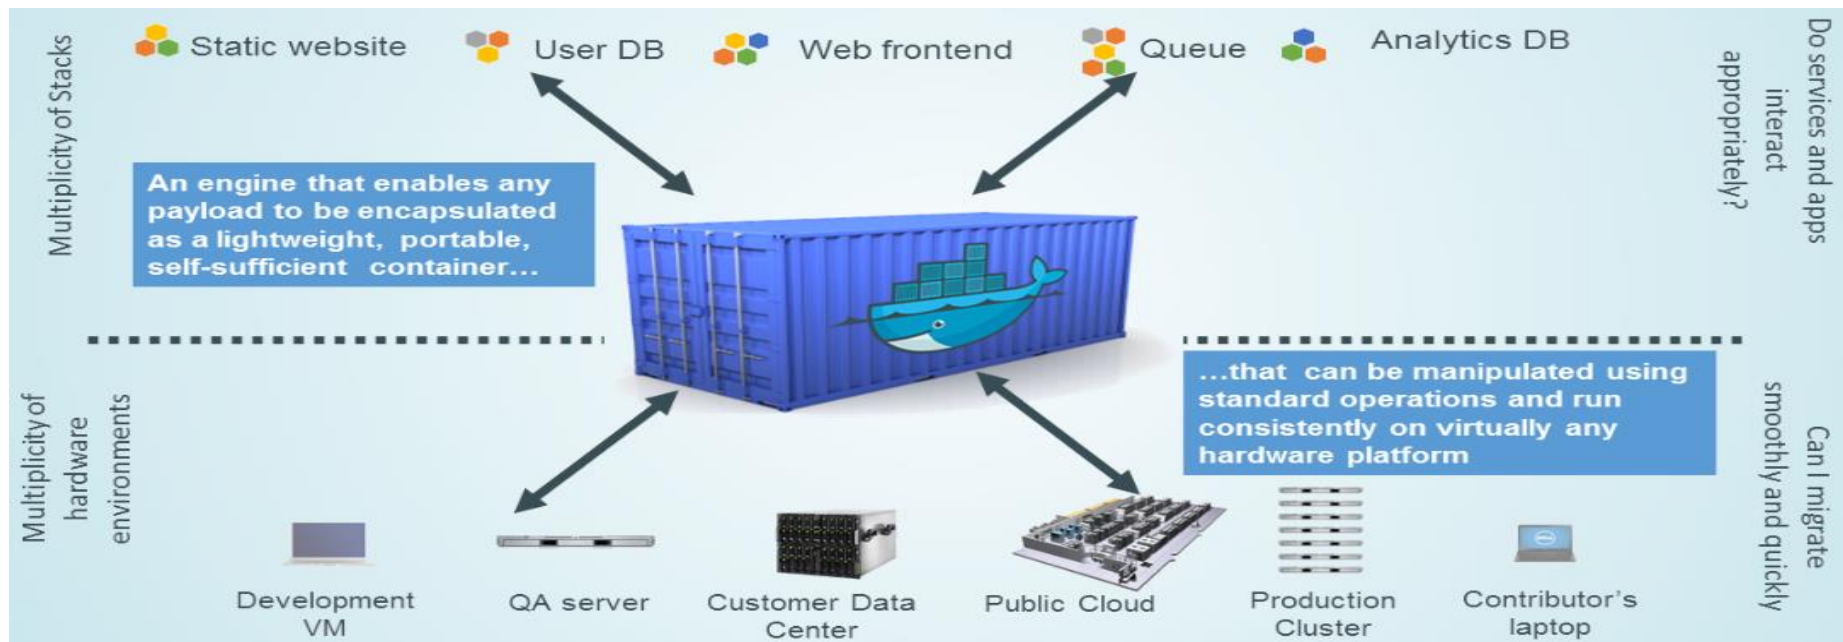 Static website
User DB
Web frontend
Queue
Analytics DB
Multiplicity of Stacks
Do services and apps
interact
appropriately?
An engine that enables any
payload to be encapsulated
as a lightweight, portable,
self-sufficient container...
...that can be manipulated using
standard operations and run
consistently on virtually any
hardware platform
Multiplicity of
hardware
environments
Can I migrate
smoothly and quickly
Development
VM
QA server
Customer Data
Center
Public Cloud
Production
Cluster
Contributor's
laptop